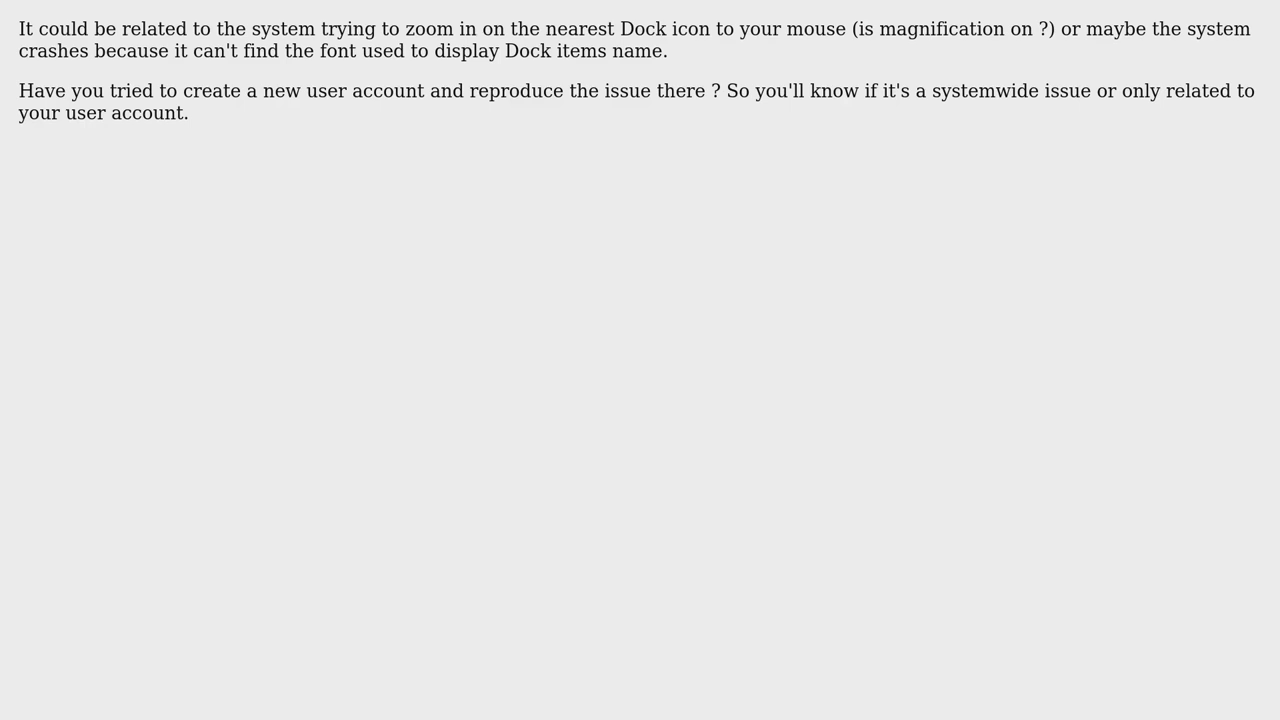 It could be related to the system trying to zoom in on the nearest Dock icon to your mouse (is magnification on ?) or maybe the system
crashes because it can't find the font used to display Dock items name.
Have you tried to create a new user account and reproduce the issue there ? So you'll know if it's a systemwide issue or only related to
your user account.